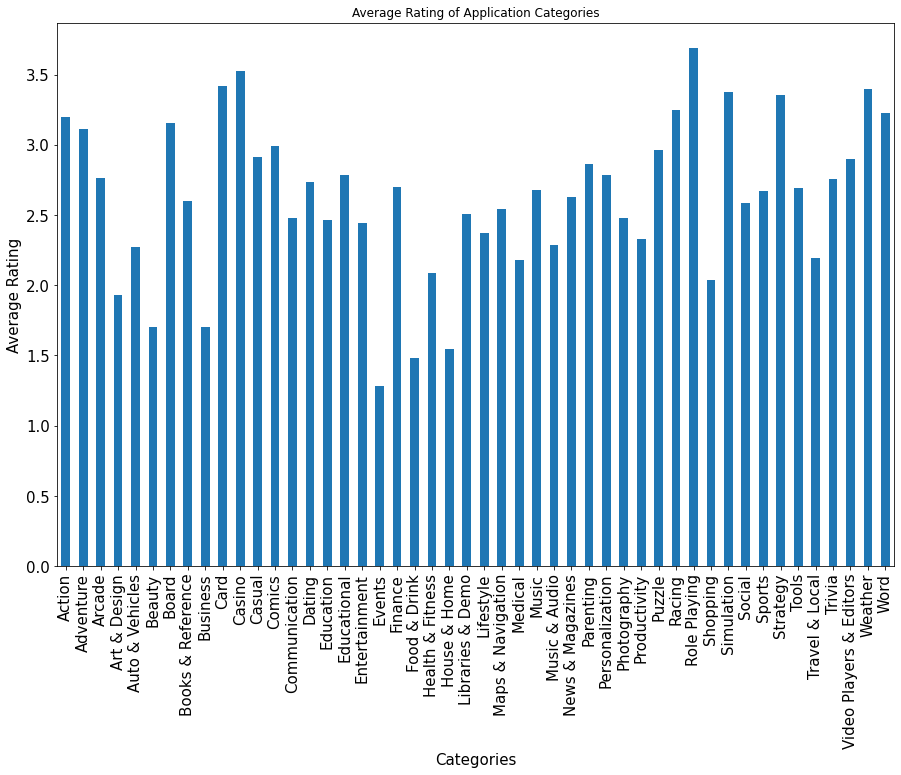 Average Rating of Application Categories
Average Rating
3.5
3.0
2.5
2.0
1.5
1.0
0.5
0.0
Action
Adventure
Arcade
Art & Design
Auto & Vehicles
Beauty
Board
Books & Reference
Business
Card
Casino
Casual
Comics
Communication
Dating
Education
Educational
Entertainment
Events
Finance
Food & Drink
Health & Fitness
House & Home
Libraries & Demo
Lifestyle
Maps & Navigation
Medical
Music
Music & Audio
News & Magazines
Parenting
Personalization
Photography
Productivity
Puzzle
Racing
Role Playing
Shopping
Simulation
Social
Sports
Strategy
Tools
Travel & Local
Trivia
Video Players & Editors
Weather
Word
Categories